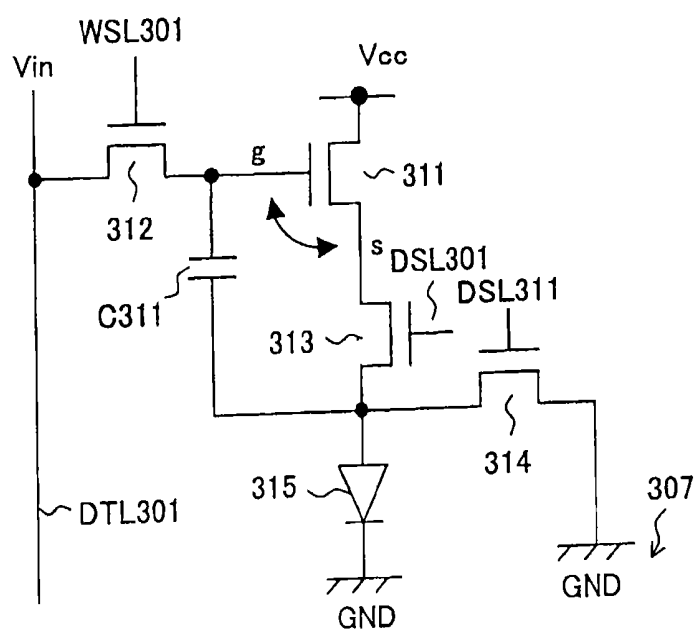 WSL301
Vin
Vcc
g
311
312
s
DSL301
DSL311
C311
313
314
315
307
DTL301
GND
GND